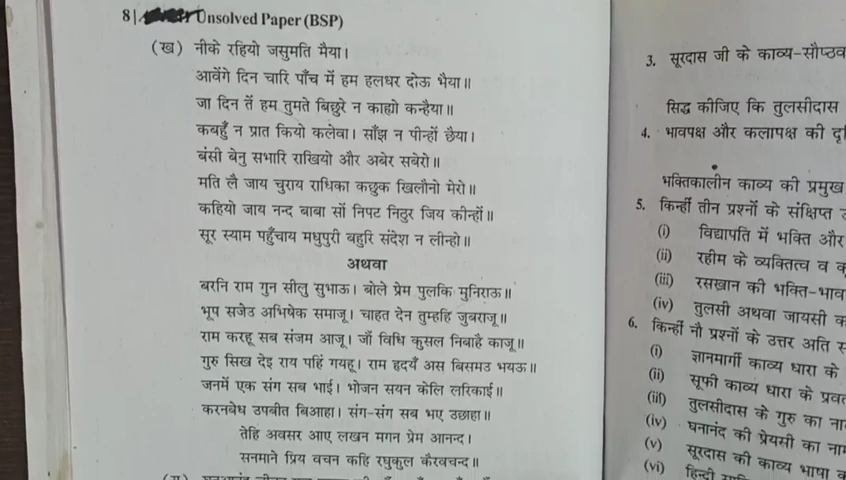 8| Unsolved Paper (BSP)
(ख) नीके रहियो जसुमति मैया।
आवेंगे दिन चारि पाँच में हम हलधर दोऊ भैया॥
जा दिन तें हम तुमते बिछुरे न काह्यो कन्हैया॥
कबहुँ न प्रात कियो कलेवा। साँझ न पीन्हों छैया।
बंसी बेनु सभारि राखियो और अबेर सबेरो॥
मति लै जाय चुराय राधिका कछुक खिलौनो मेरो॥
कहियो जाय नन्द बाबा सों निपट निठुर जिय कीन्हों॥
सूर स्याम पहुँचाय मधुपुरी बहुरि संदेश न लीन्हो॥
अथवा
बरनि राम गुन सीलु सुभाऊ। बोले प्रेम पुलकि मुनिराऊ॥
भूप सजेउ अभिषेक समाजू। चाहत देन तुम्हहि जुबराजू॥
राम करहू सब संजम आजू। जौं विधि कुसल निबाहै काजू॥
गुरु सिख देइ राय पहिं गयहू। राम हृदयँ अस बिसमउ भयऊ॥
जनमें एक संग सब भाई। भोजन सयन केलि लरिकाई॥
करनबेध उपबीत बिआहा। संग-संग सब भए उछाहा॥
तेहि अवसर आए लखन मगन प्रेम आनन्द।
सनमाने प्रिय वचन कहि रघुकुल कैरवचन्द॥
3. सूरदास जी के काव्य-सौष्ठव
सिद्ध कीजिए कि तुलसीदास
4. भावपक्ष और कलापक्ष की
भक्तिकालीन काव्य की प्रमुख
5. किन्हीं तीन प्रश्नों के संक्षिप्त
(i) विद्यापति में भक्ति और
(ii) रहीम के व्यक्तित्व व
(iii) रसखान की भक्ति-भाव
(iv) तुलसी अथवा जायसी
6. किन्हीं नौ प्रश्नों के उत्तर अति
(i) ज्ञानमार्गी काव्य धारा के
(ii) सूफी काव्य धारा के
(iii) तुलसीदास के गुरु का
(iv) घनानंद की प्रेयसी का
(v) सूरदास की काव्य भाषा
(vi) हिन्दी